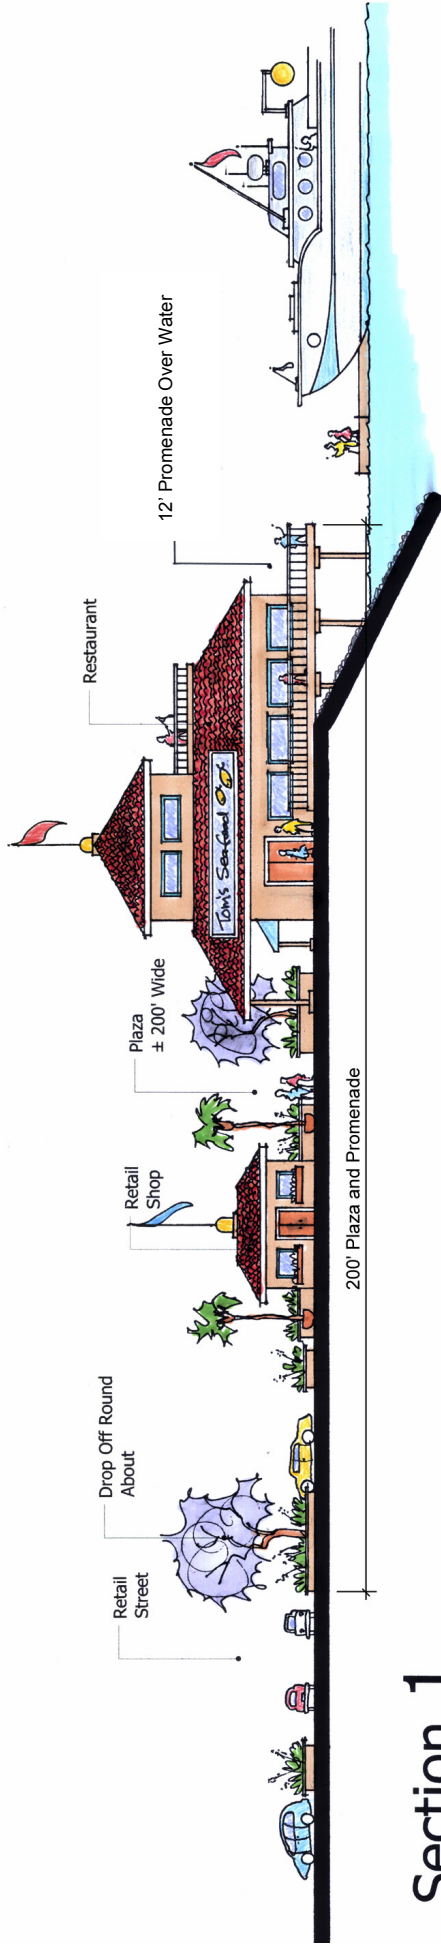 Retail
Street
Drop Off Round
About
Retail
Shop
Plaza
± 200' Wide
Restaurant
12' Promenade Over Water
Tom's Seafood
200' Plaza and Promenade
Section 1